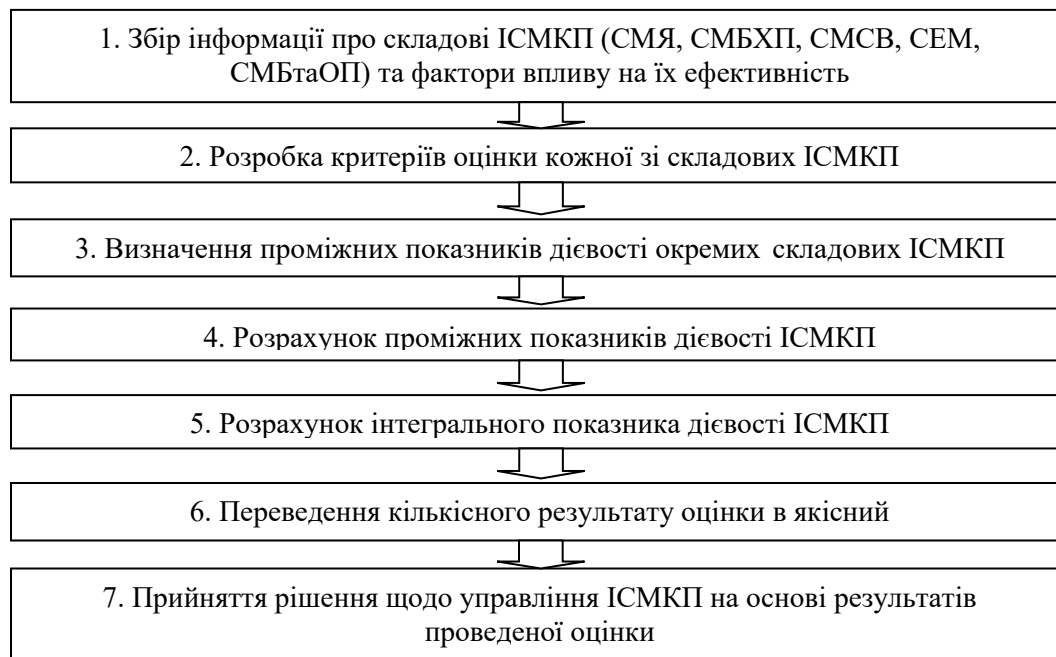 1. Збір інформації про складові ІСМКП (СМЯ, СМБХП, СМСВ, СЕМ,
СМБтаОП) та фактори впливу на їх ефективність
2. Розробка критеріїв оцінки кожної зі складових ІСМКП
3. Визначення проміжних показників дієвості окремих складових ІСМКП
4. Розрахунок проміжних показників дієвості ІСМКП
5. Розрахунок інтегрального показника дієвості ІСМКП
6. Переведення кількісного результату оцінки в якісний
7. Прийняття рішення щодо управління ІСМКП на основі результатів
проведеної оцінки